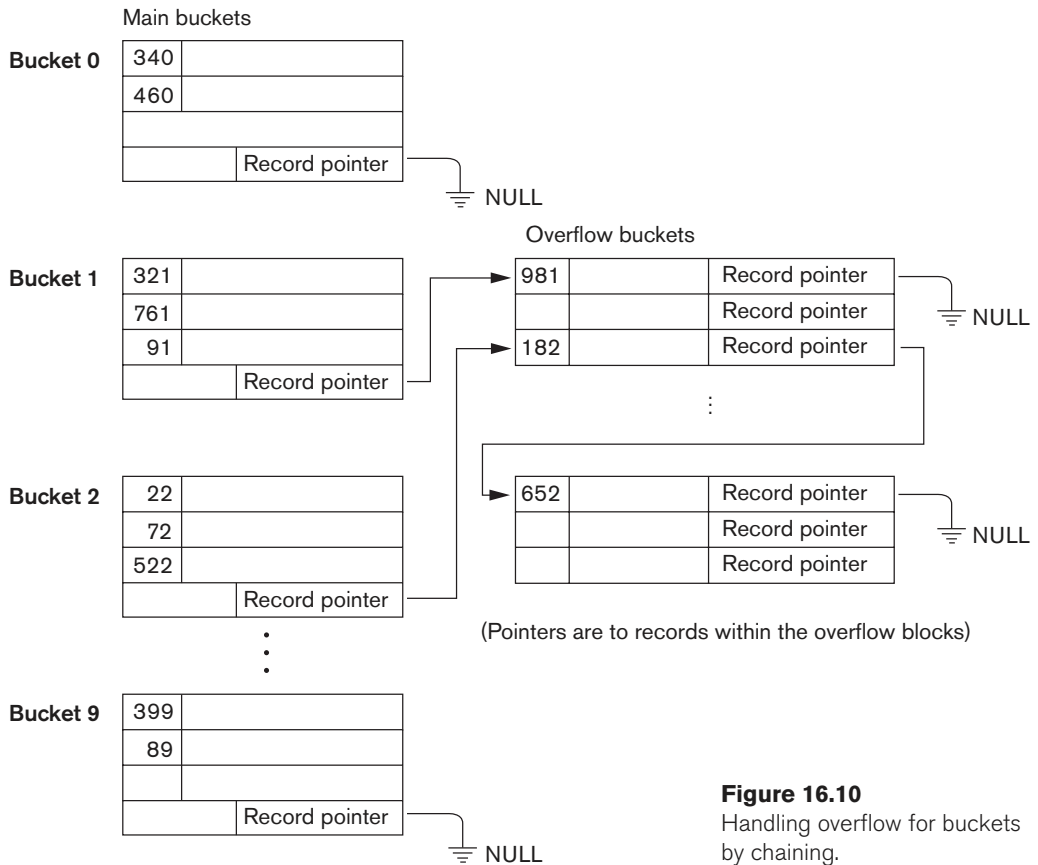 Main buckets
Bucket 0
340
460
Record pointer
NULL
Overflow buckets
Bucket 1
321
761
91
Record pointer
981 Record pointer
Record pointer
182 Record pointer
NULL
Bucket 2
22
72
522
Record pointer
652 Record pointer
Record pointer
Record pointer
NULL
(Pointers are to records within the overflow blocks)
Bucket 9
399
89
Record pointer
NULL
Figure 16.10
Handling overflow for buckets
by chaining.